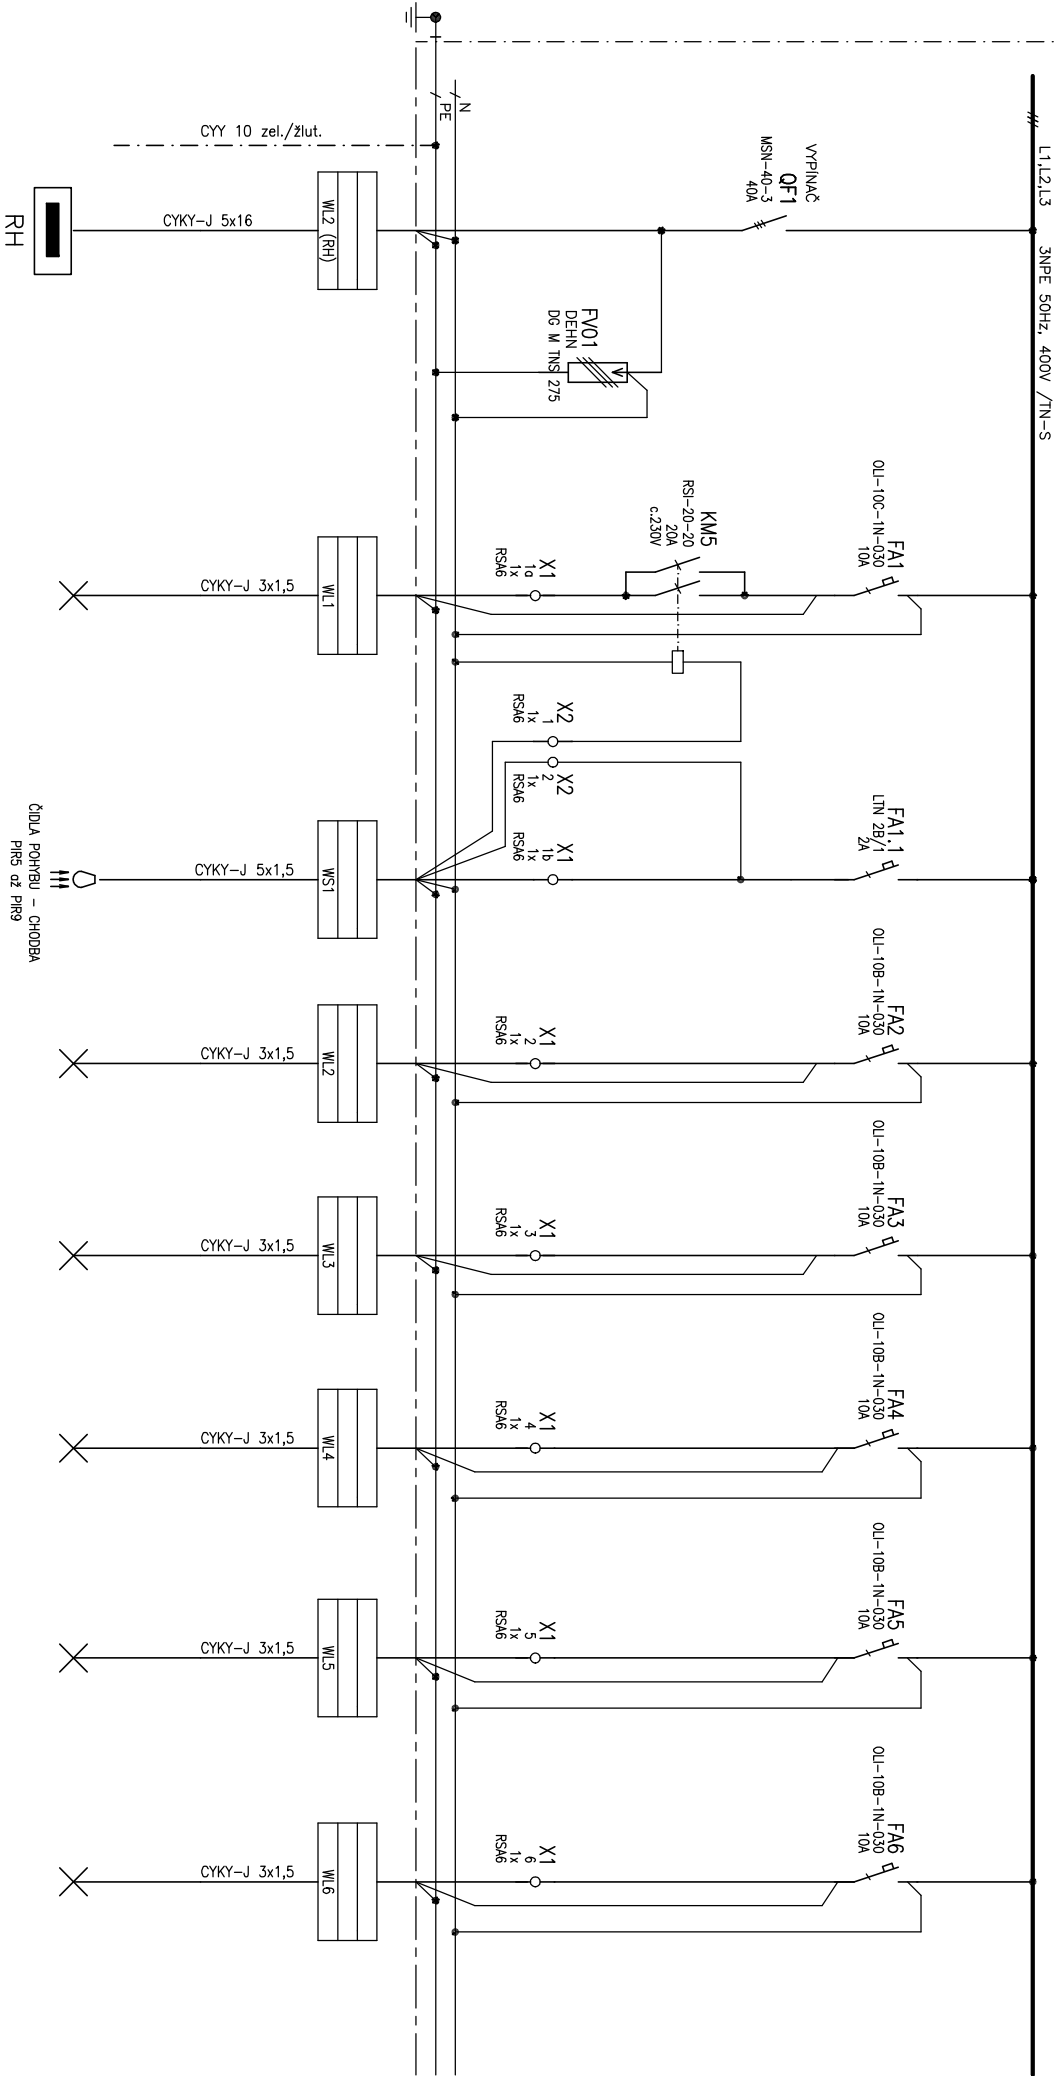 L1,L2,L3    3NPE 50Hz, 400V /TN-S
N
PE
CYY 10 zel./žlut.
VYPÍNAČ
QF1
MSN-40-3
40A
WL2 (RH)
CYKY-J 5x16
RH
FV01
DEHN
DG M TNS 275
FA1
OLI-10C-1N-030
10A
KM5
RSI-20-20
20A
c.230V
X1
1a
1x
RSA6
WL1
CYKY-J 3x1,5
X2
1
1x
RSA6
X2
2
1x
RSA6
FA1.1
LTN 2B/1
2A
X1
1b
1x
RSA6
WS1
CYKY-J 5x1,5
ČIDLA POHYBU - CHODBA
PIR5 až PIR9
FA2
OLI-10B-1N-030
10A
X1
2
1x
RSA6
WL2
CYKY-J 3x1,5
FA3
OLI-10B-1N-030
10A
X1
3
1x
RSA6
WL3
CYKY-J 3x1,5
FA4
OLI-10B-1N-030
10A
X1
4
1x
RSA6
WL4
CYKY-J 3x1,5
FA5
OLI-10B-1N-030
10A
X1
5
1x
RSA6
WL5
CYKY-J 3x1,5
FA6
OLI-10B-1N-030
10A
X1
6
1x
RSA6
WL6
CYKY-J 3x1,5